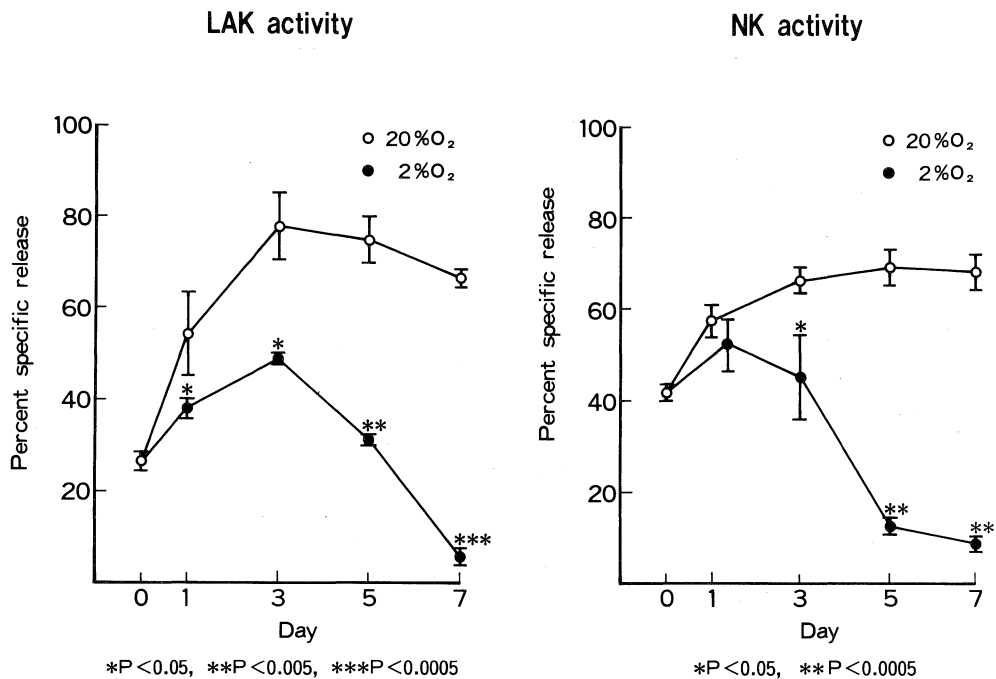 LAK activity
100
80
60
40
20
Percent specific release
○ 20%O₂
● 2%O₂
*
*
**
***
0 1 3 5 7
Day
*P<0.05, **P<0.005, ***P<0.0005
NK activity
100
80
60
40
20
Percent specific release
○ 20%O₂
● 2%O₂
*
**
**
0 1 3 5 7
Day
*P<0.05, **P<0.0005